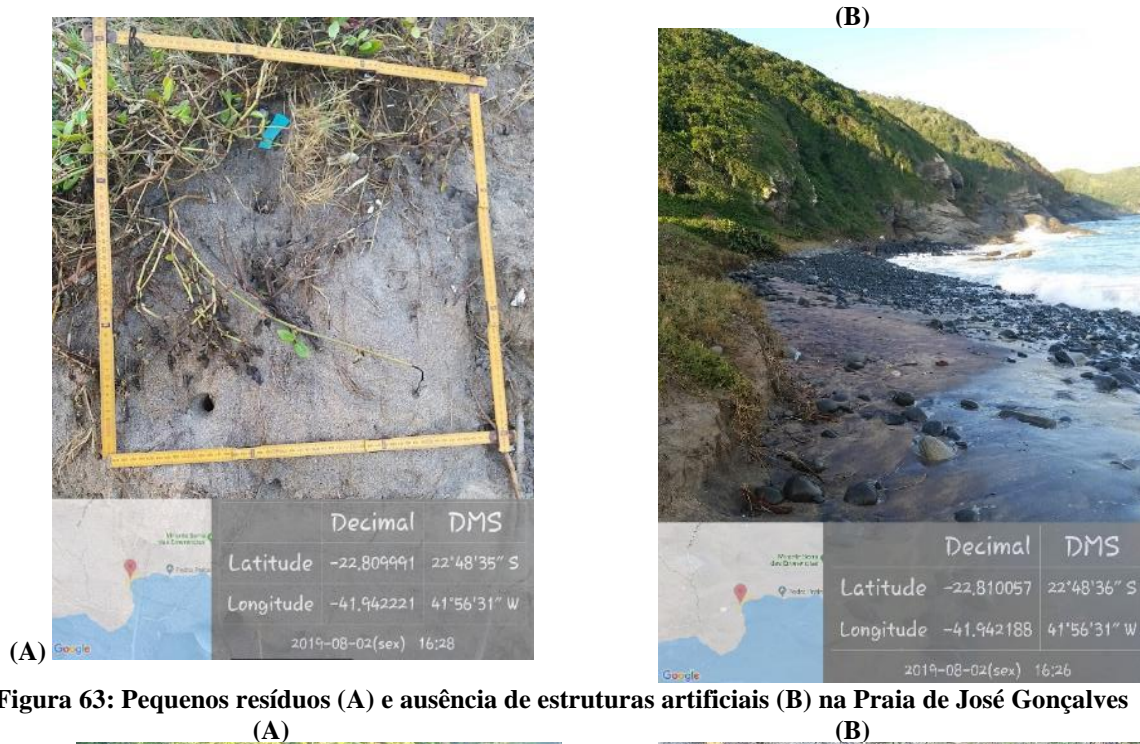 (B)
Decimal DMS
Latitude -22.809991 22°48'35" S
Longitude -41.942221 41°56'31" W
2019-08-02(sex) 16:28
Google
(A)
Decimal DMS
Latitude -22.810057 22°48'36" S
Longitude -41.942188 41°56'31" W
2019-08-02(sex) 16:26
Google
Figura 63: Pequenos resíduos (A) e ausência de estruturas artificiais (B) na Praia de José Gonçalves
(A) (B)